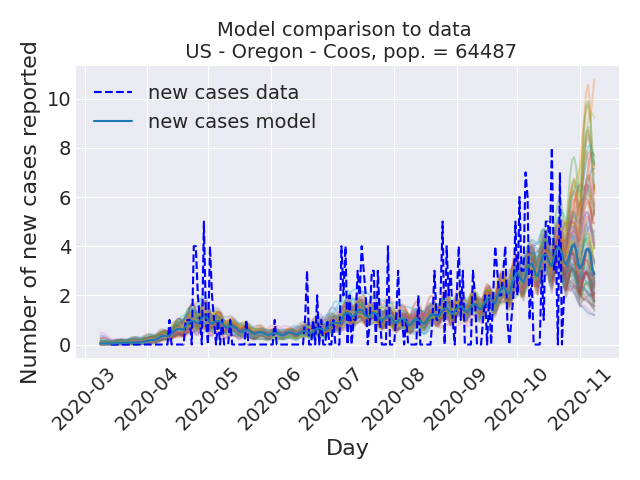 Model comparison to data
US - Oregon - Coos, pop. = 64487
Number of new cases reported
10
8
6
4
2
0
new cases data
new cases model
2020-03
2020-04
2020-05
2020-06
2020-07
2020-08
2020-09
2020-10
2020-11
Day